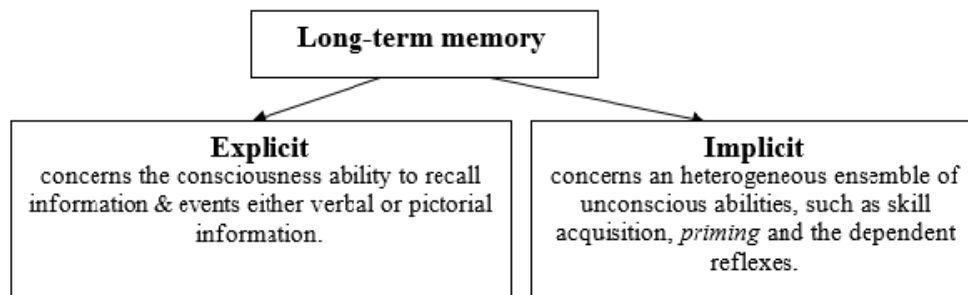 Long-term memory
Explicit
concerns the consciousness ability to recall
information & events either verbal or pictorial
information.
Implicit
concerns an heterogeneous ensemble of
unconscious abilities, such as skill
acquisition, priming and the dependent
reflexes.